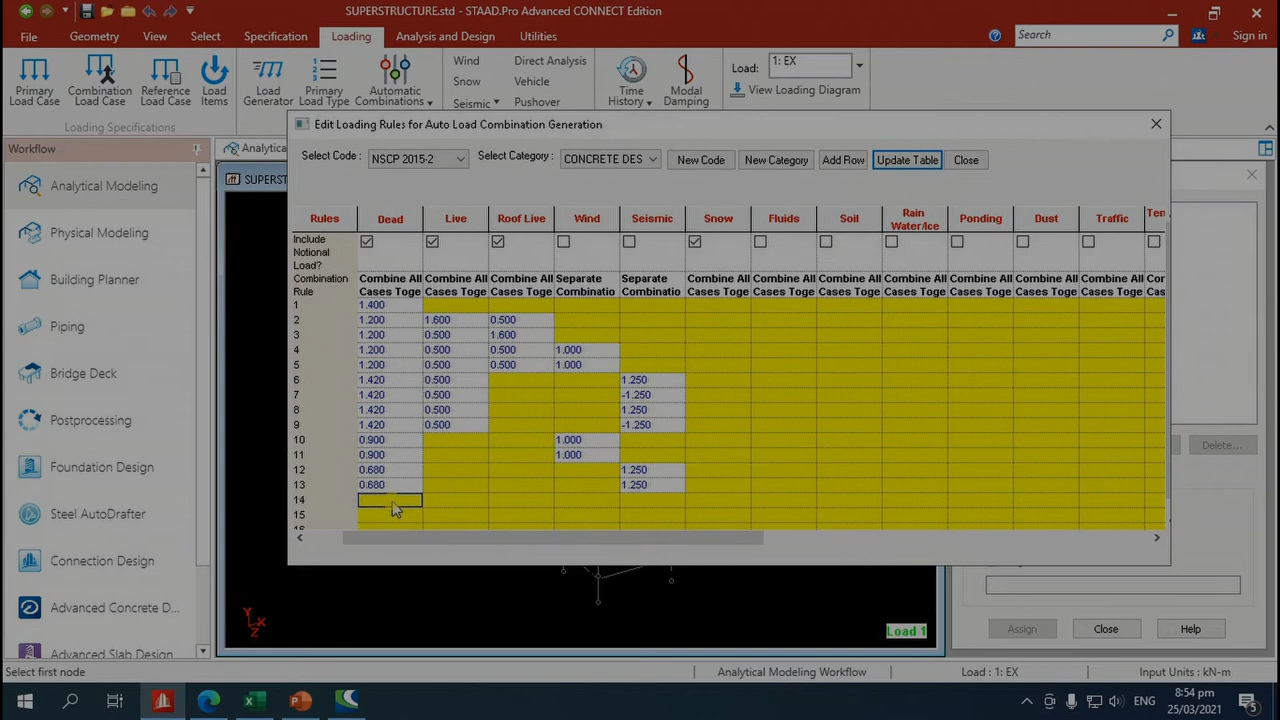 SUPERSTRUCTURE.std - STAAD.Pro Advanced CONNECT Edition
File Geometry View Select Specification Loading Analysis and Design Utilities
Search Sign in
Primary Load Case
Combination Load Case
Reference Load Case
Load Items
Loading Specifications
Load Generator
Primary Load Type
Automatic Combinations
Wind
Snow
Seismic
Direct Analysis
Vehicle
Pushover
Time History
Modal Damping
Load: 1: EX
View Loading Diagram
Workflow
Analytical Modeling
Physical Modeling
Building Planner
Piping
Bridge Deck
Postprocessing
Foundation Design
Steel AutoDrafter
Connection Design
Advanced Concrete D...
Advanced Slab Design
Analytica
SUPERST
Edit Loading Rules for Auto Load Combination Generation
Select Code : NSCP 2015-2 Select Category : CONCRETE DES New Code New Category Add Row Update Table Close
Rules Dead Live Roof Live Wind Seismic Snow Fluids Soil Rain Water/Ice Ponding Dust Traffic Ten
Include Notional Load?
Combination Rule
Combine All Cases Toge
Combine All Cases Toge
Combine All Cases Toge
Separate Combinatio
Separate Combinatio
Combine All Cases Toge
Combine All Cases Toge
Combine All Cases Toge
Combine All Cases Toge
Combine All Cases Toge
Combine All Cases Toge
Combine All Cases Toge
Cor Cas
1 1.400
2 1.200 1.600 0.500
3 1.200 0.500 1.600
4 1.200 0.500 0.500 1.000
5 1.200 0.500 0.500 1.000
6 1.420 0.500 1.250
7 1.420 0.500 -1.250
8 1.420 0.500 1.250
9 1.420 0.500 -1.250
10 0.900 1.000
11 0.900 1.000
12 0.680 1.250
13 0.680 1.250
14
15
16
Y X Z
Load 1
Delete...
Assign Close Help
Select first node Analytical Modeling Workflow Load : 1: EX Input Units : kN-m
ENG 8:54 pm
25/03/2021
5